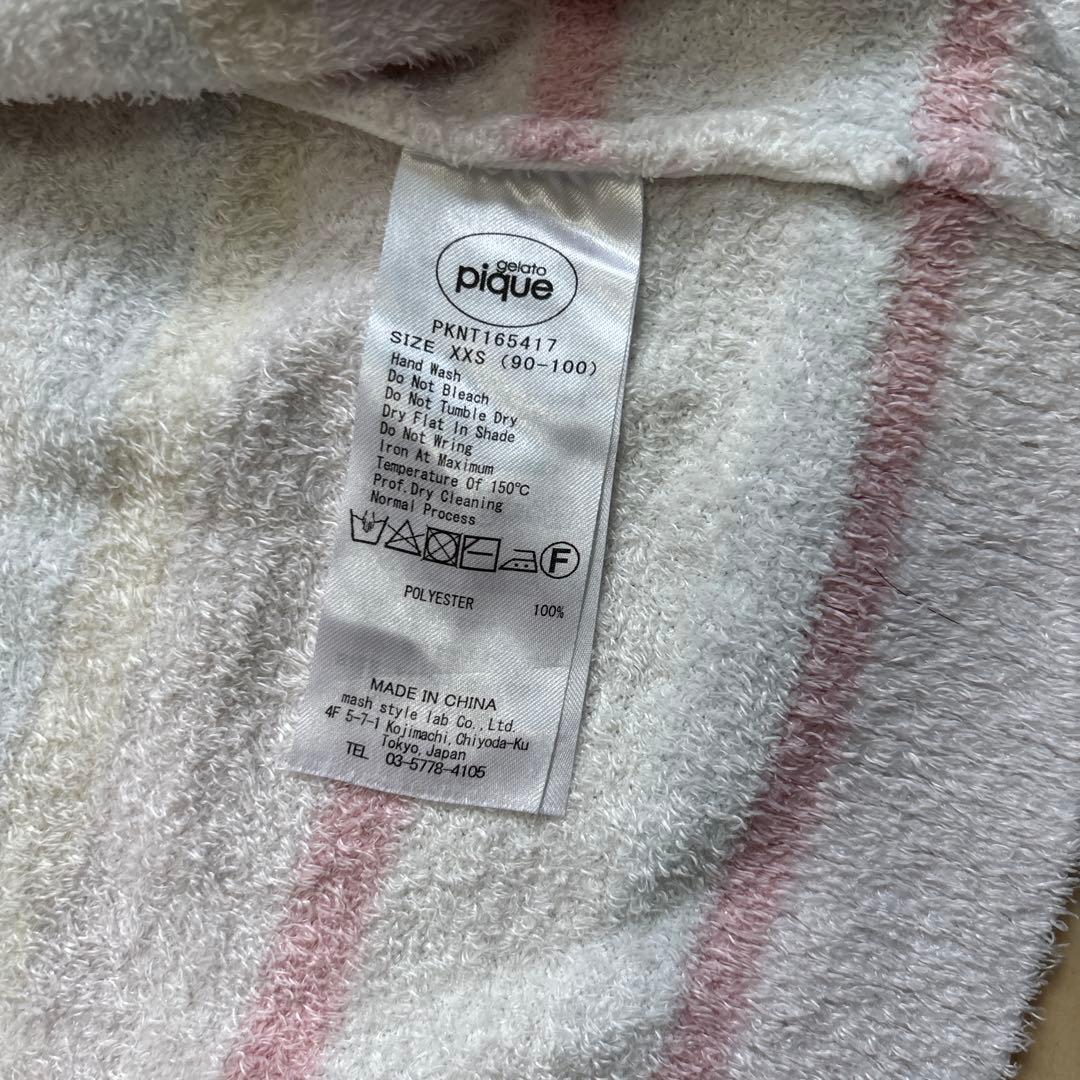 gelato
pique
PKNT165417
SIZE XXS (90-100)
Hand Wash
Do Not Bleach
Do Not Tumble Dry
Dry Flat In Shade
Do Not Wring
Iron At Maximum
Temperature Of 150℃
Prof.Dry Cleaning
Normal Process
F
POLYESTER 100%
MADE IN CHINA
mash style lab Co.,Ltd.
4F 5-7-1 Kojimachi,Chiyoda-Ku
Tokyo,Japan
TEL 03-5778-4105